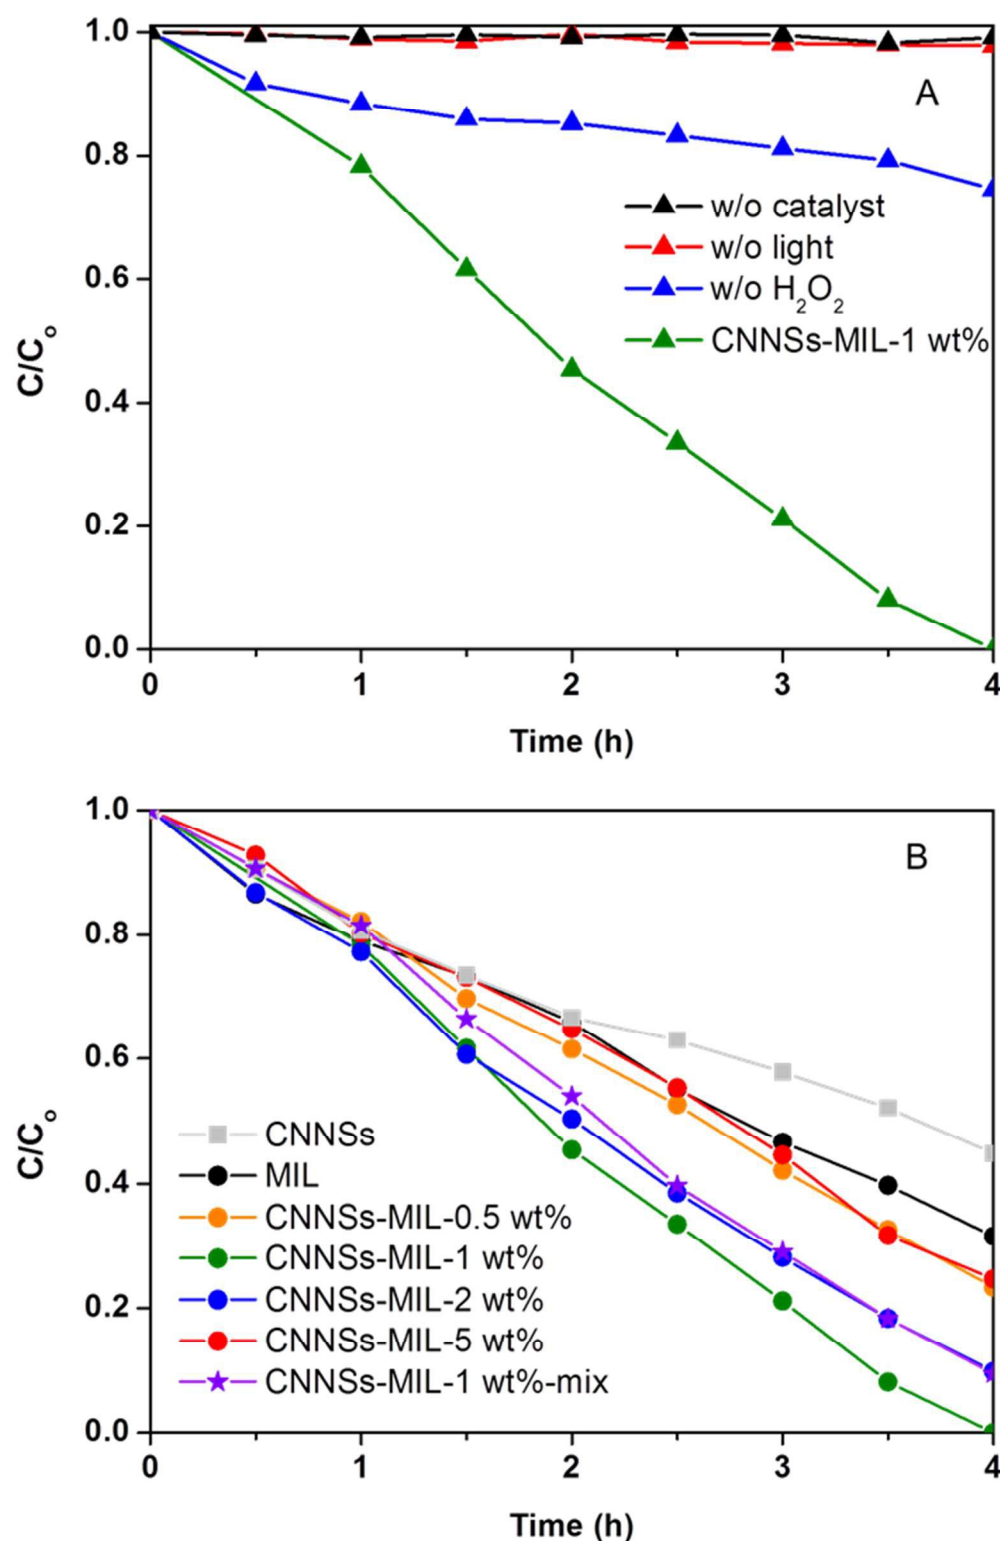 1.0
A
0.8
w/o catalyst
w/o light
w/o H₂O₂
0.6
CNNSs-MIL-1 wt%
C/Co
0.4
0.2
0.0
0 1 2 3 4
Time (h)
1.0
B
0.8
0.6
C/Co
CNNSs
MIL
0.4
CNNSs-MIL-0.5 wt%
CNNSs-MIL-1 wt%
CNNSs-MIL-2 wt%
0.2
CNNSs-MIL-5 wt%
CNNSs-MIL-1 wt%-mix
0.0
0 1 2 3 4
Time (h)